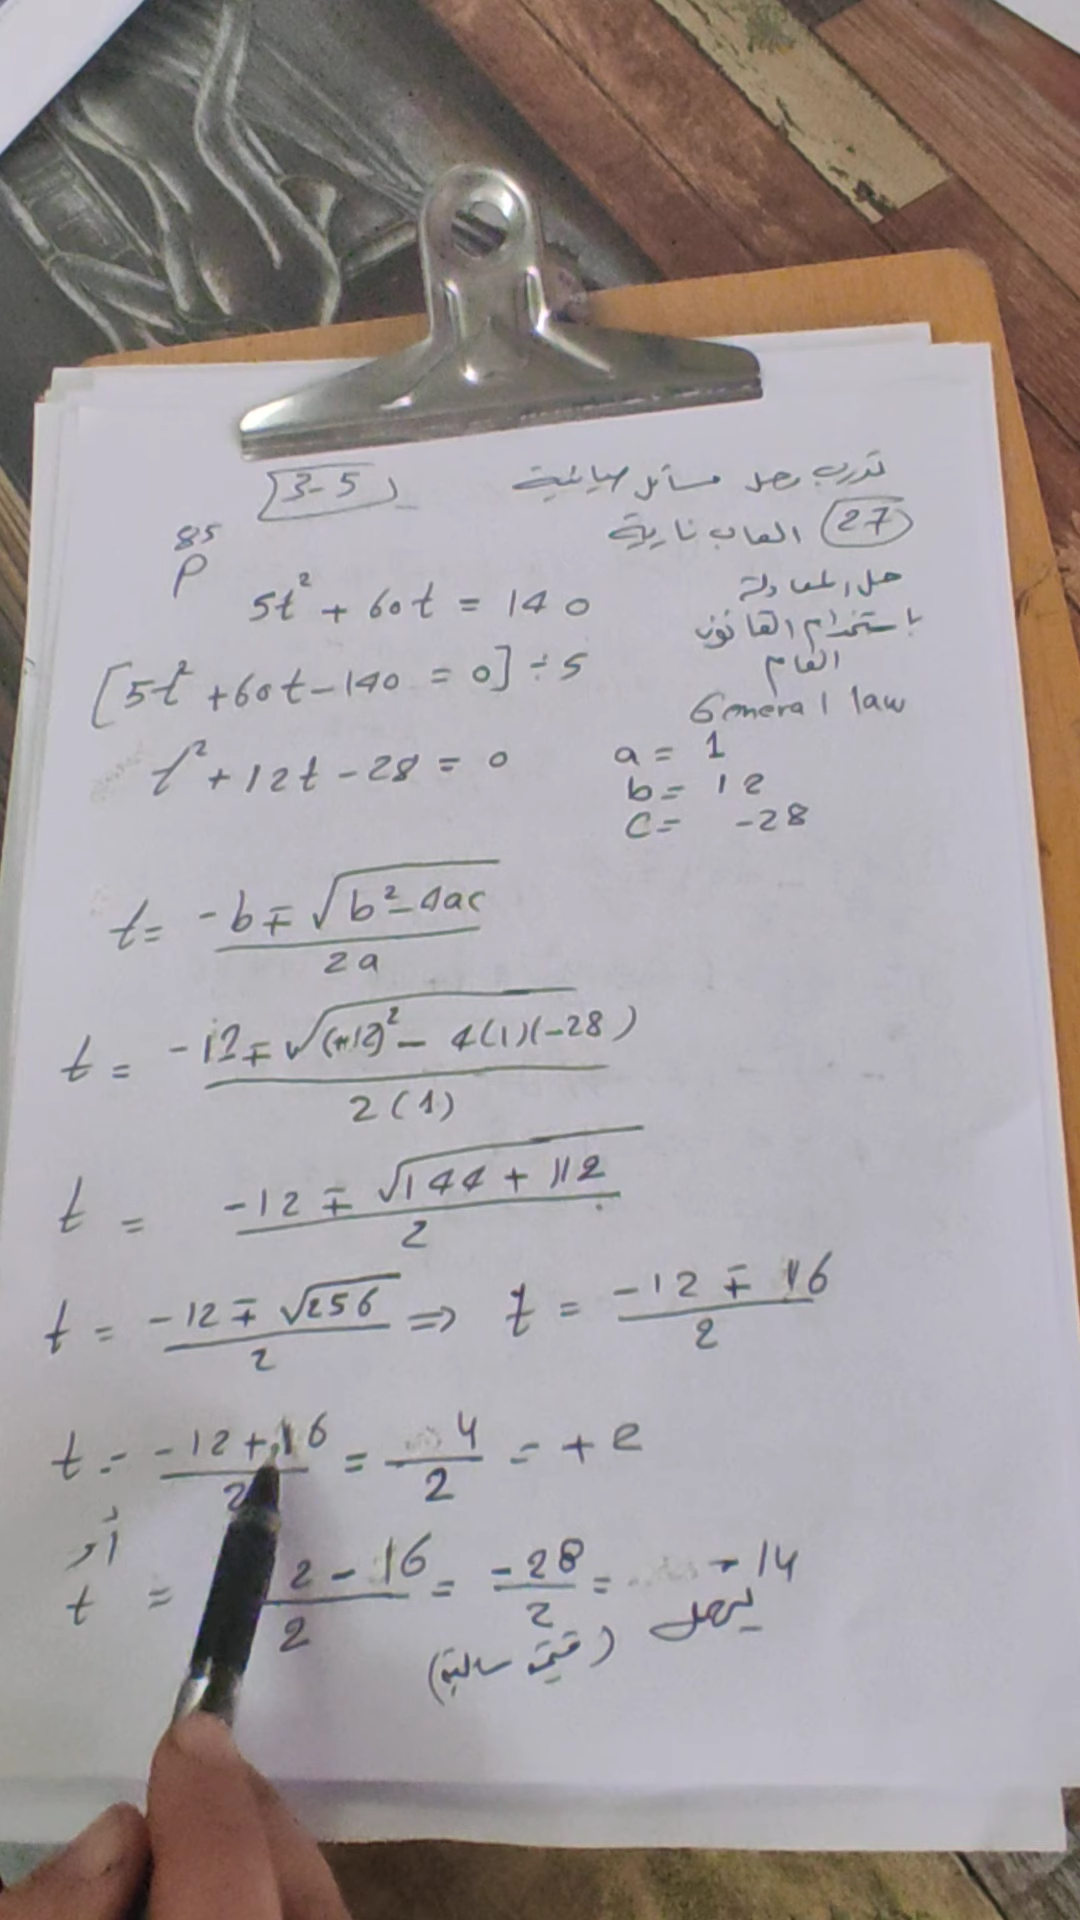 [3-5] تدرب وحل مسائل حياتية
(27) العاب نارية
85
P
حل المعادلة
5t² + 60t = 140
باستخدام القانون
[5t² + 60t - 140 = 0] ÷ 5
العام
General law
t² + 12t - 28 = 0
a = 1
b = 12
c = -28
t = (-b ∓ √(b² - 4ac)) / 2a
t = (-12 ∓ √((+12)² - 4(1)(-28))) / 2(1)
t = (-12 ∓ √(144 + 112)) / 2
t = (-12 ∓ √256) / 2 ⇒ t = (-12 ∓ 16) / 2
t = (-12 + 16) / 2 = 4/2 = +2
أو
t = 2 - 16 / 2 = -28/2 = -14
(قيمة سالبة) يهمل